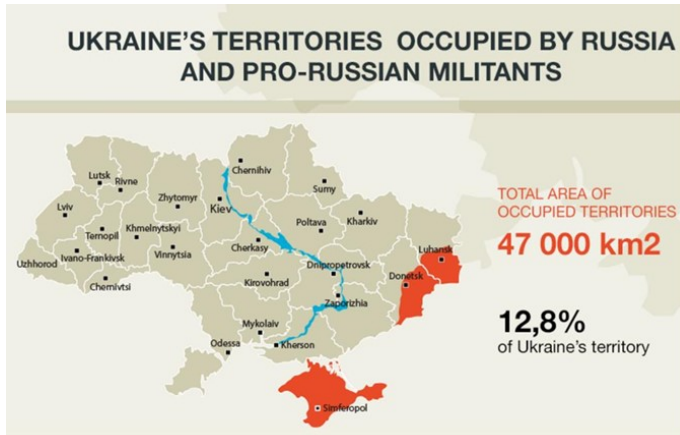 UKRAINE'S TERRITORIES OCCUPIED BY RUSSIA
AND PRO-RUSSIAN MILITANTS
Chernihiv
Lutsk
Rivne
Sumy
Zhytomyr
Kiev
Lviv
Poltava
Kharkiv
Ternopil
Khmelnytskyi
Cherkasy
Luhansk
Uzhhorod
Ivano-Frankivsk
Vinnytsia
Dnipropetrovsk
Donetsk
Chernivtsi
Kirovohrad
Zaporizhia
Mykolaiv
Odessa
Kherson
Simferopol
TOTAL AREA OF
OCCUPIED TERRITORIES
47 000 km2
12,8%
of Ukraine's territory